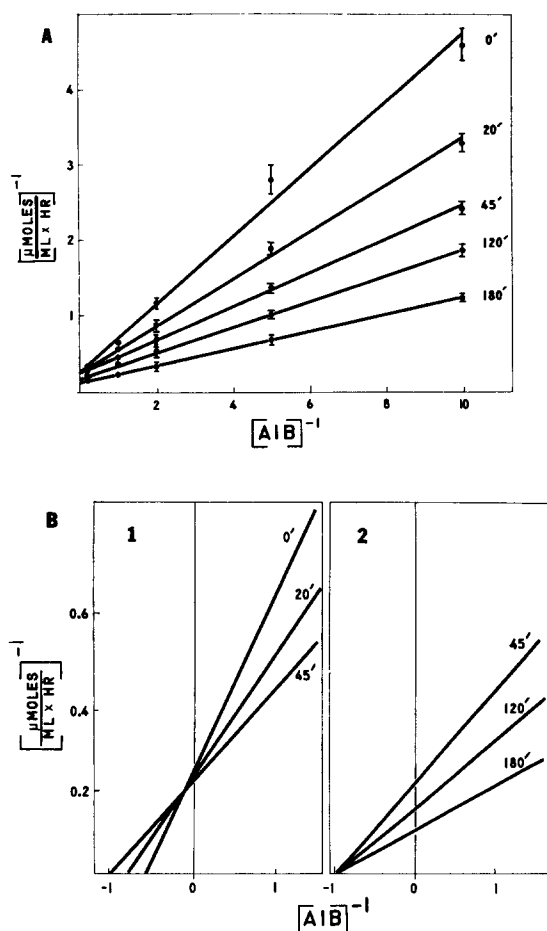 A
0′
4
20′
3
45′
2
120′
180′
1
[μMOLES / ML × HR]⁻¹
2 4 6 8 10
[AIB]⁻¹
B
1 2
0′
20′
45′
45′
120′
180′
0.6
0.4
0.2
[μMOLES / ML × HR]⁻¹
-1 0 1 -1 0 1
[AIB]⁻¹